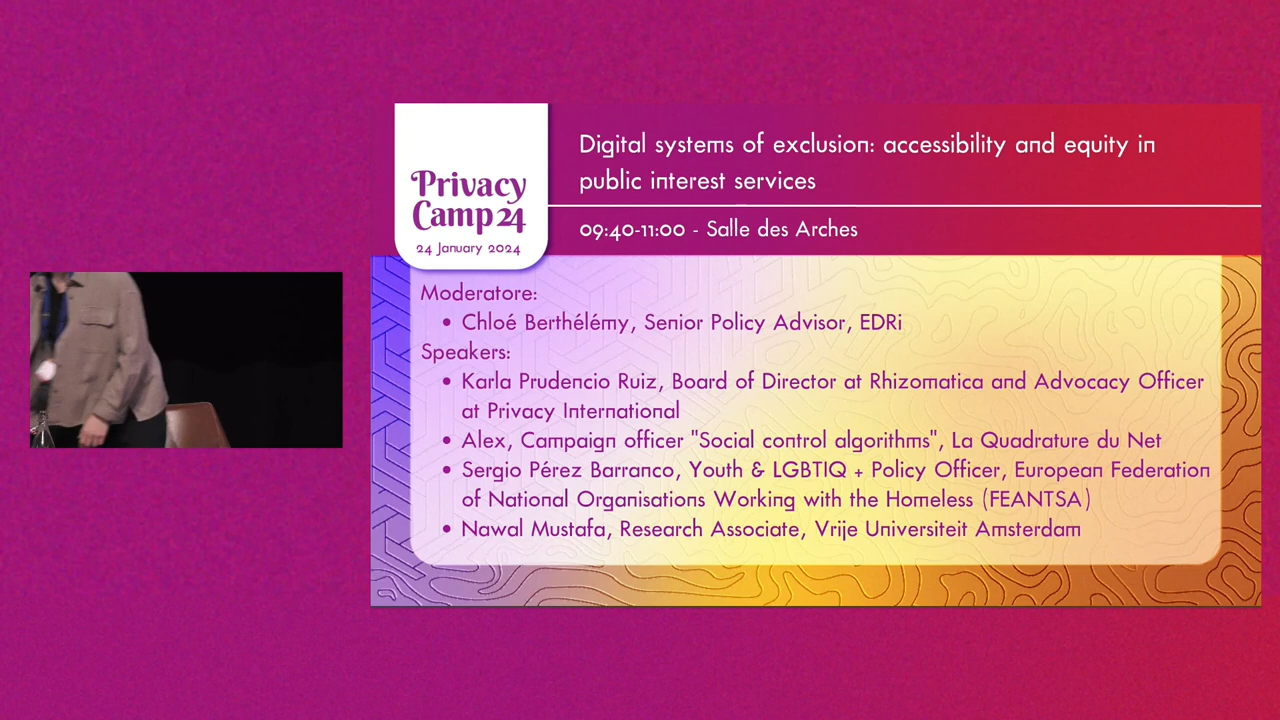 Privacy
Camp24
24 January 2024
Digital systems of exclusion: accessibility and equity in
public interest services
09:40-11:00 - Salle des Arches
Moderatore:
• Chloé Berthélémy, Senior Policy Advisor, EDRi
Speakers:
• Karla Prudencio Ruiz, Board of Director at Rhizomatica and Advocacy Officer
at Privacy International
• Alex, Campaign officer "Social control algorithms", La Quadrature du Net
• Sergio Pérez Barranco, Youth & LGBTIQ + Policy Officer, European Federation
of National Organisations Working with the Homeless (FEANTSA)
• Nawal Mustafa, Research Associate, Vrije Universiteit Amsterdam